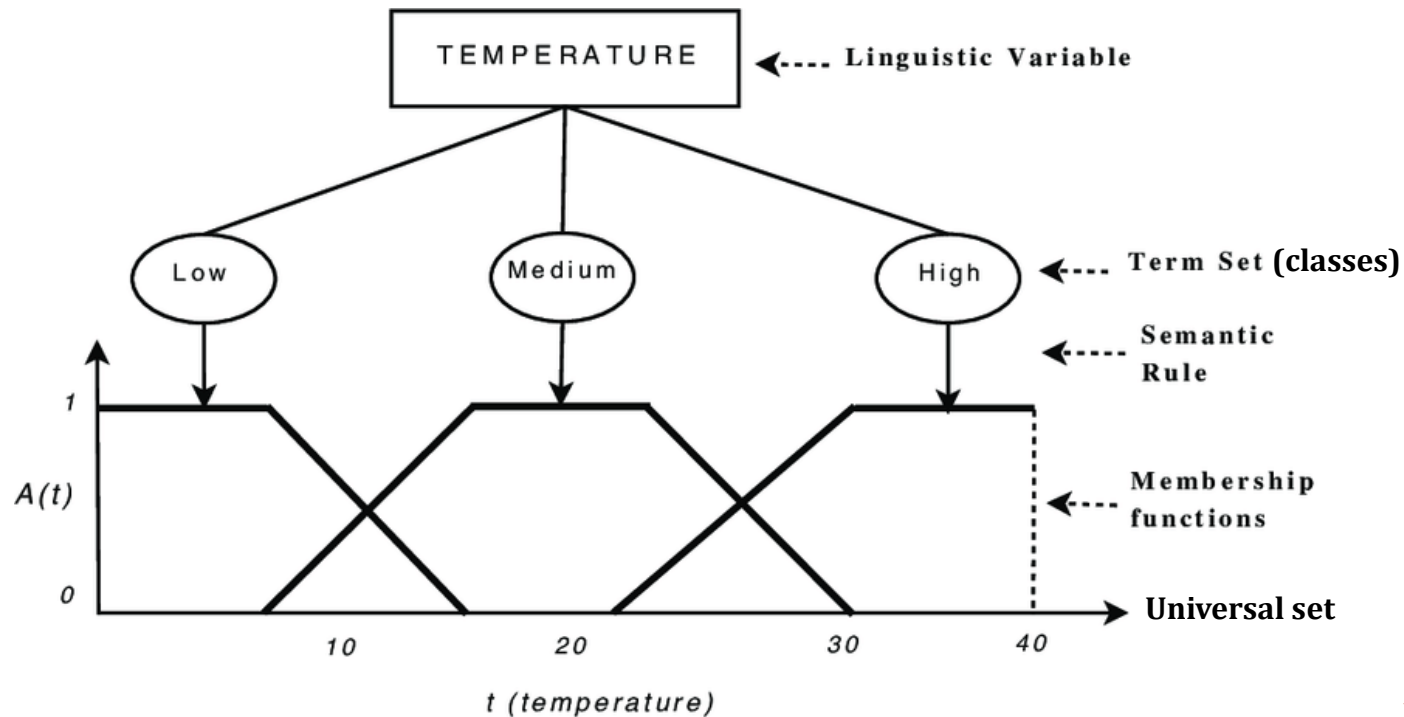 TEMPERATURE
Linguistic Variable
Low
Medium
High
Term Set (classes)
Semantic
Rule
1
A(t)
Membership
functions
0
Universal set
10
20
30
40
t (temperature)